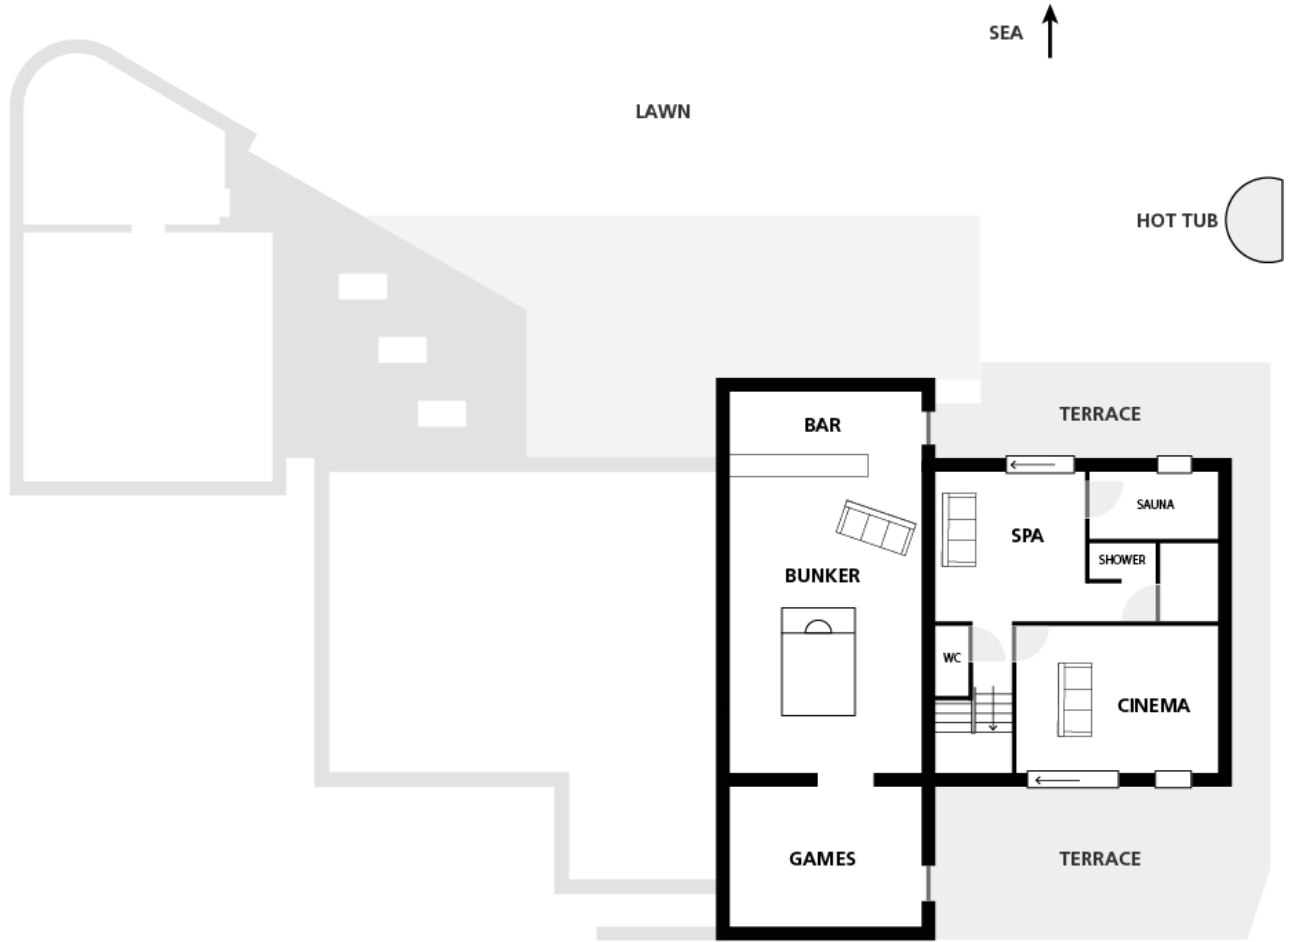 SEA
LAWN
HOT TUB
TERRACE
BAR
SAUNA
SPA
SHOWER
BUNKER
WC
CINEMA
GAMES
TERRACE